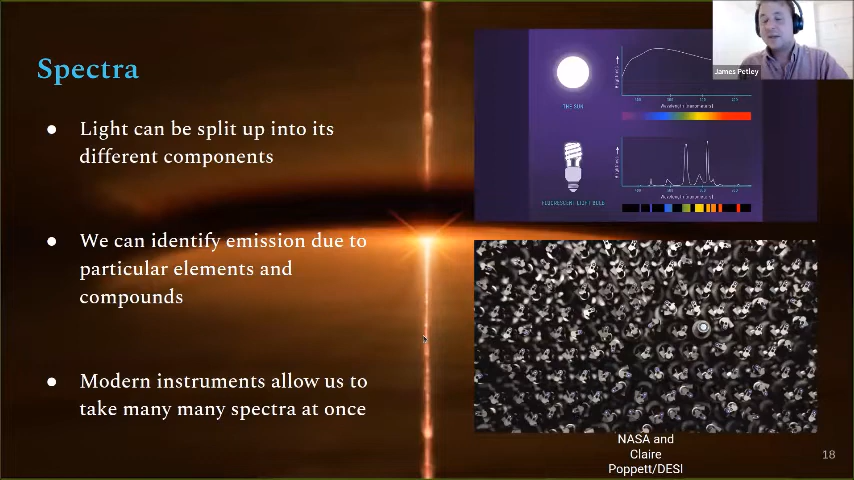 Spectra
● Light can be split up into its
different components
● We can identify emission due to
particular elements and
compounds
● Modern instruments allow us to
take many many spectra at once
James Petley
THE SUN
FLUORESCENT LIGHT BULB
NASA and
Claire
Poppett/DESI
18